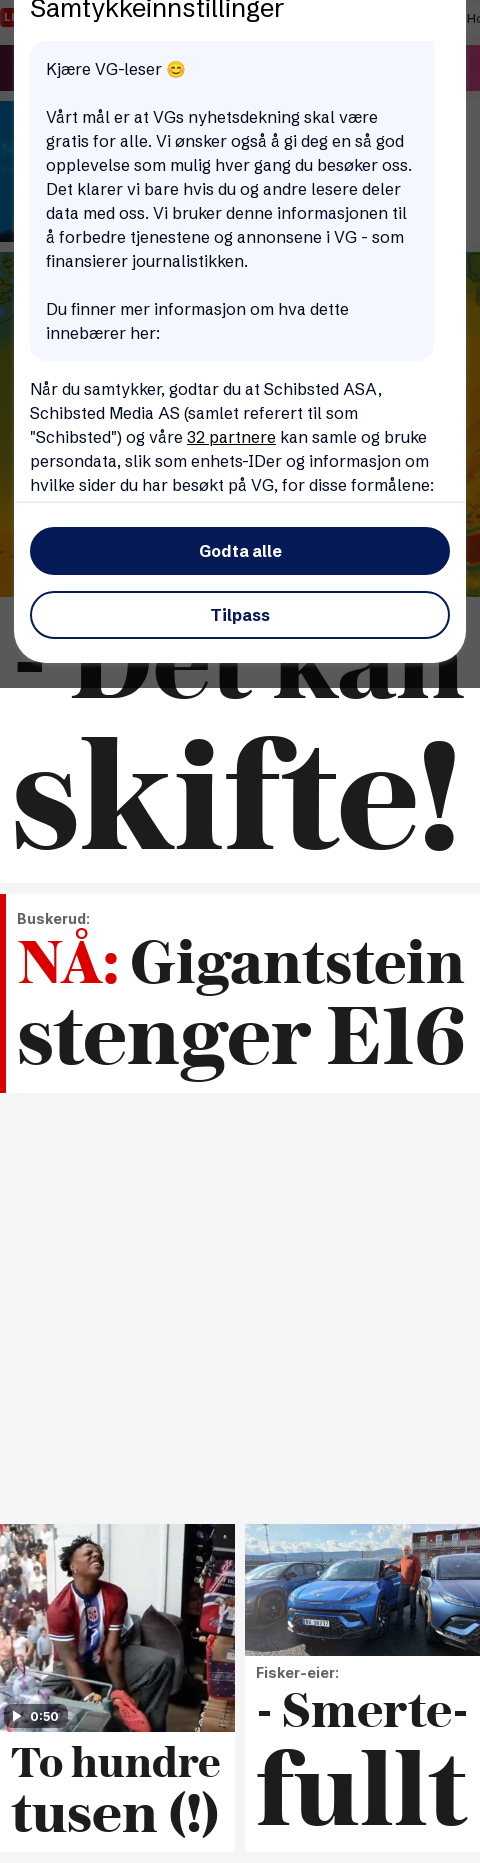 Samtykkeinnstillinger
Kjære VG-leser 😊
Vårt mål er at VGs nyhetsdekning skal være
gratis for alle. Vi ønsker også å gi deg en så god
opplevelse som mulig hver gang du besøker oss.
Det klarer vi bare hvis du og andre lesere deler
data med oss. Vi bruker denne informasjonen til
å forbedre tjenestene og annonsene i VG - som
finansierer journalistikken.
Du finner mer informasjon om hva dette
innebærer her:
Når du samtykker, godtar du at Schibsted ASA,
Schibsted Media AS (samlet referert til som
"Schibsted") og våre 32 partnere kan samle og bruke
persondata, slik som enhets-IDer og informasjon om
hvilke sider du har besøkt på VG, for disse formålene:
Godta alle
Tilpass
- Det kan
skifte!
Buskerud:
NÅ: Gigantstein
stenger E16
0:50
To hundre
tusen (!)
Fisker-eier:
- Smerte-
fullt